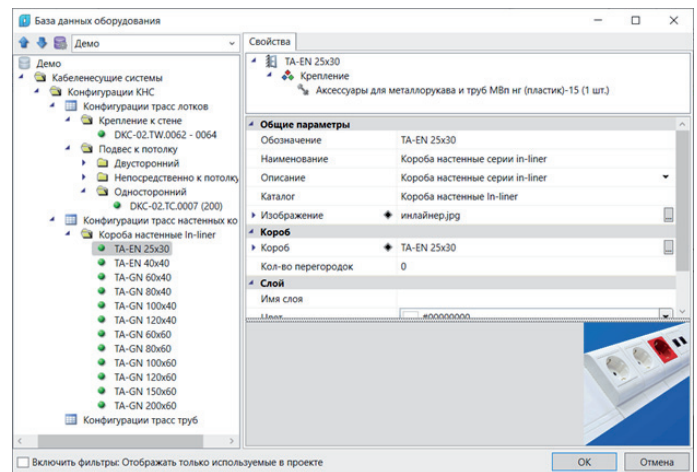 База данных оборудования
Демо
Демо
Кабеленесущие системы
Конфигурации КНС
Конфигурации трасс лотков
Крепление к стене
DKC-02.TW.0062 - 0064
Подвес к потолку
Двусторонний
Непосредственно к потолку
Односторонний
DKC-02.TC.0007 (200)
Конфигурации трасс настенных ко
Короба настенные In-liner
TA-EN 25x30
TA-EN 40x40
TA-GN 60x40
TA-GN 80x40
TA-GN 100x40
TA-GN 120x40
TA-GN 60x60
TA-GN 80x60
TA-GN 100x60
TA-GN 120x60
TA-GN 150x60
TA-GN 200x60
Конфигурации трасс труб
Свойства
TA-EN 25x30
Крепление
Аксессуары для металлорукава и труб МВп нг (пластик)-15 (1 шт.)
Общие параметры
Обозначение TA-EN 25x30
Наименование Короба настенные серии in-liner
Описание Короба настенные серии in-liner
Каталог Короба настенные In-liner
Изображение инлайнер.jpg
Короб
Короб TA-EN 25x30
Кол-во перегородок 0
Слой
Имя слоя
Цвет #00000000
Включить фильтры: Отображать только используемые в проекте
OK
Отмена